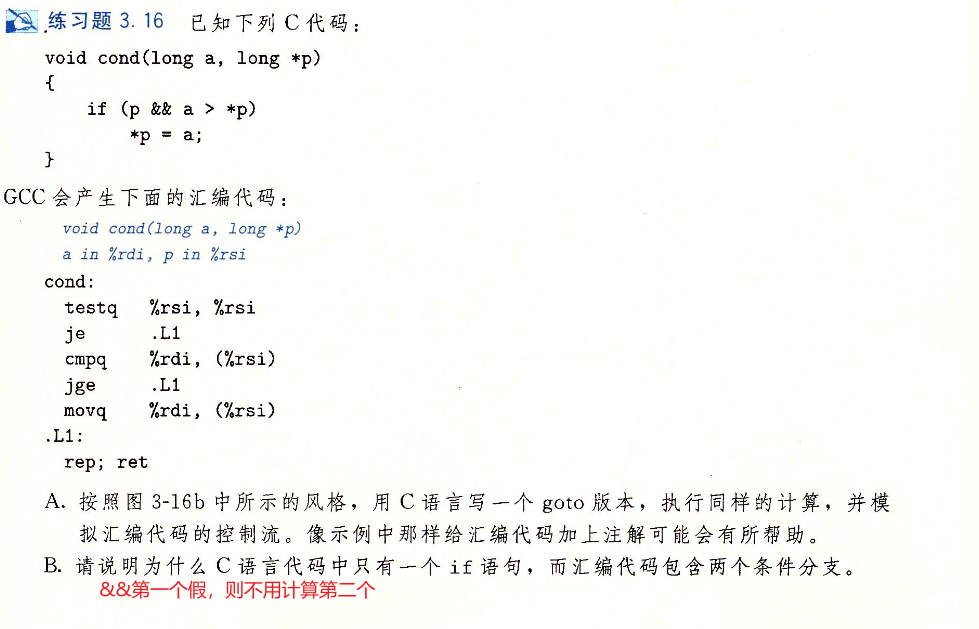 练习题 3.16 已知下列 C 代码：
void cond(long a, long *p)
{
    if (p && a > *p)
        *p = a;
}
GCC 会产生下面的汇编代码：
void cond(long a, long *p)
a in %rdi, p in %rsi
cond:
  testq   %rsi, %rsi
  je      .L1
  cmpq    %rdi, (%rsi)
  jge     .L1
  movq    %rdi, (%rsi)
.L1:
  rep; ret
A. 按照图 3-16b 中所示的风格，用 C 语言写一个 goto 版本，执行同样的计算，并模
拟汇编代码的控制流。像示例中那样给汇编代码加上注解可能会有所帮助。
B. 请说明为什么 C 语言代码中只有一个 if 语句，而汇编代码包含两个条件分支。
&&第一个假，则不用计算第二个